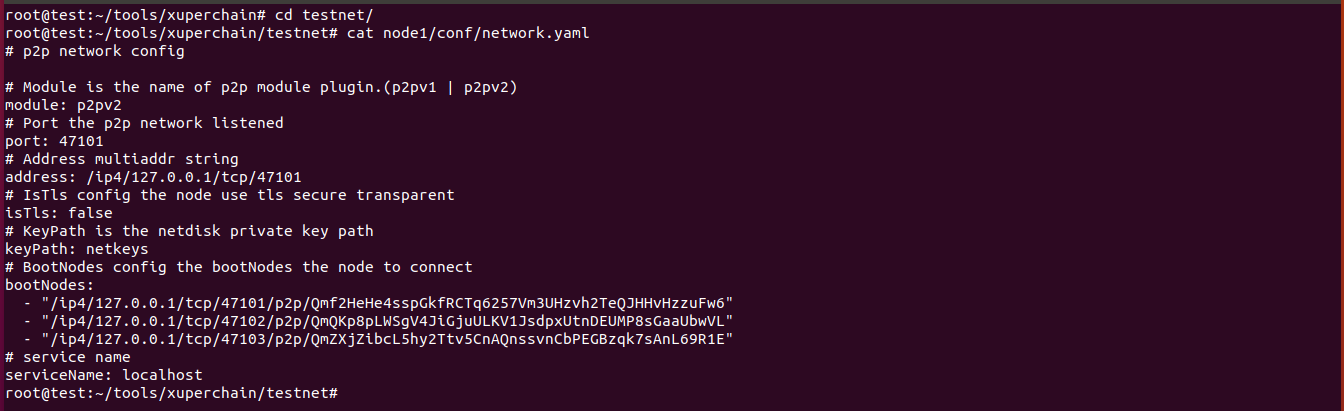 root@test:~/tools/xuperchain# cd testnet/
root@test:~/tools/xuperchain/testnet# cat node1/conf/network.yaml
# p2p network config
# Module is the name of p2p module plugin.(p2pv1 | p2pv2)
module: p2pv2
# Port the p2p network listened
port: 47101
# Address multiaddr string
address: /ip4/127.0.0.1/tcp/47101
# IsTls config the node use tls secure transparent
isTls: false
# KeyPath is the netdisk private key path
keyPath: netkeys
# BootNodes config the bootNodes the node to connect
bootNodes:
  - "/ip4/127.0.0.1/tcp/47101/p2p/Qmf2HeHe4sspGkfRCTq6257Vm3UHzvh2TeQJHHvHzzuFw6"
  - "/ip4/127.0.0.1/tcp/47102/p2p/QmQKp8pLWSgV4JiGjuULKV1JsdpxUtnDEUMP8sGaaUbwVL"
  - "/ip4/127.0.0.1/tcp/47103/p2p/QmZXjZibcL5hy2Ttv5CnAQnssvnCbPEGBzqk7sAnL69R1E"
# service name
serviceName: localhost
root@test:~/tools/xuperchain/testnet#